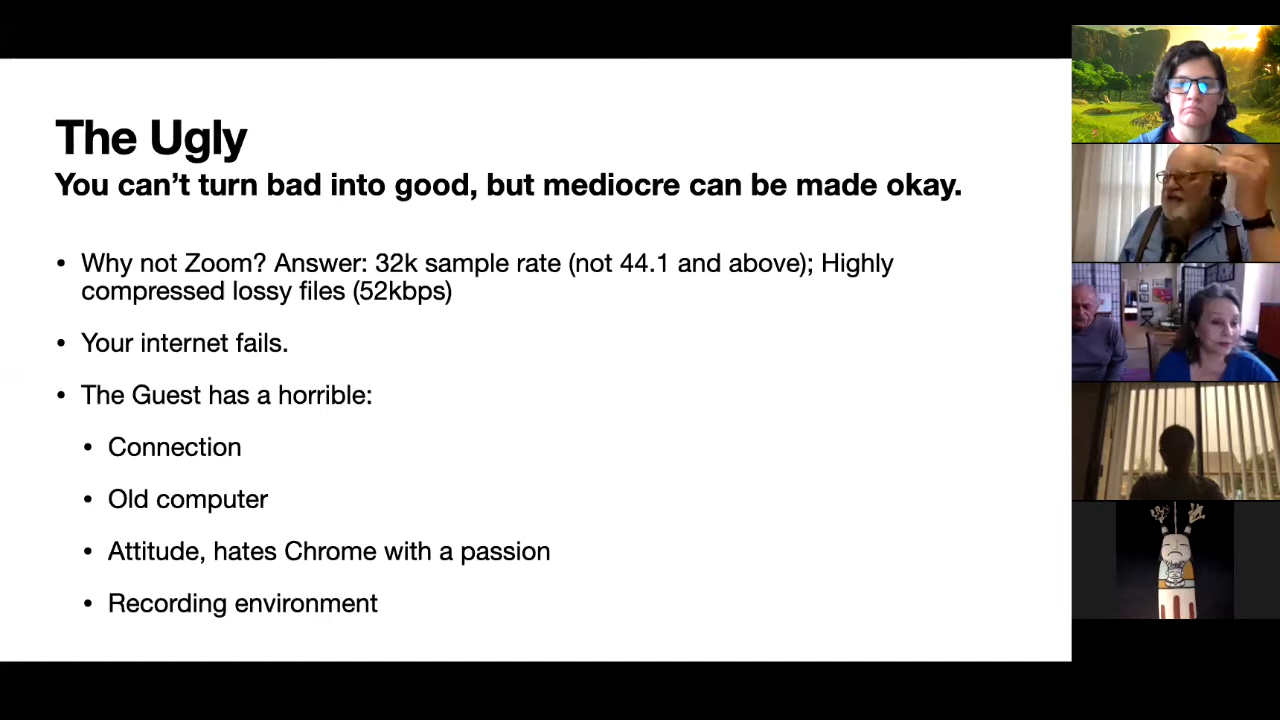 The Ugly
You can’t turn bad into good, but mediocre can be made okay.
• Why not Zoom? Answer: 32k sample rate (not 44.1 and above); Highly
compressed lossy files (52kbps)
• Your internet fails.
• The Guest has a horrible:
• Connection
• Old computer
• Attitude, hates Chrome with a passion
• Recording environment